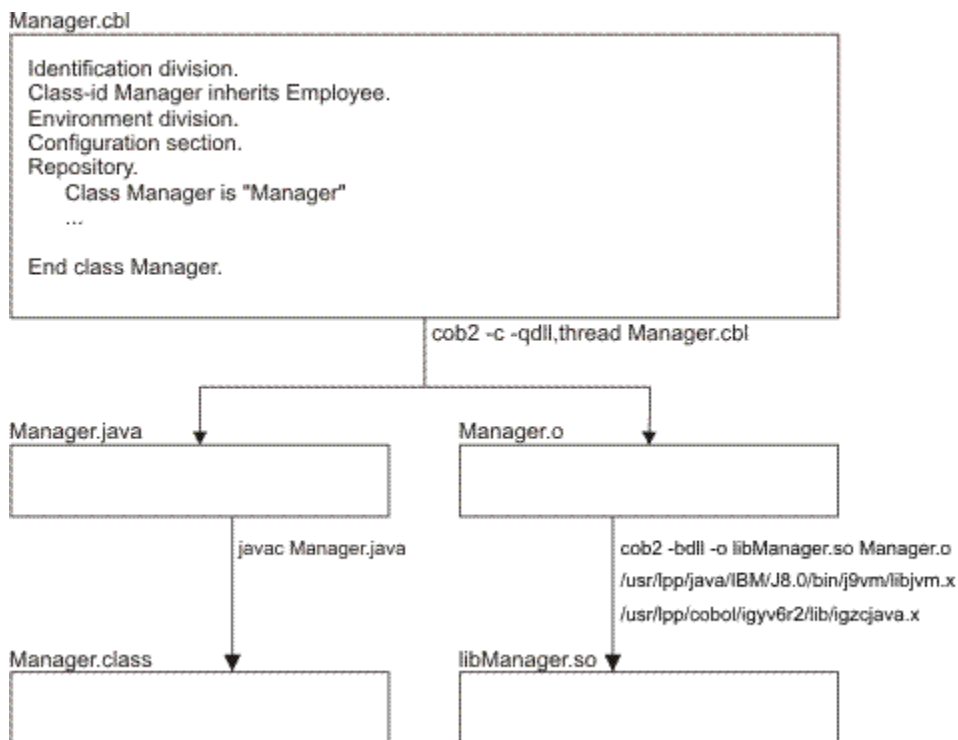 Manager.cbl
Identification division.
Class-id Manager inherits Employee.
Environment division.
Configuration section.
Repository.
Class Manager is "Manager"
...
End class Manager.
cob2 -c -qdll,thread Manager.cbl
Manager.java
Manager.o
javac Manager.java
cob2 -bdll -o libManager.so Manager.o
/usr/lpp/java/IBM/J8.0/bin/j9vm/libjvm.x
/usr/lpp/cobol/igyv6r2/lib/igzcjava.x
Manager.class
libManager.so